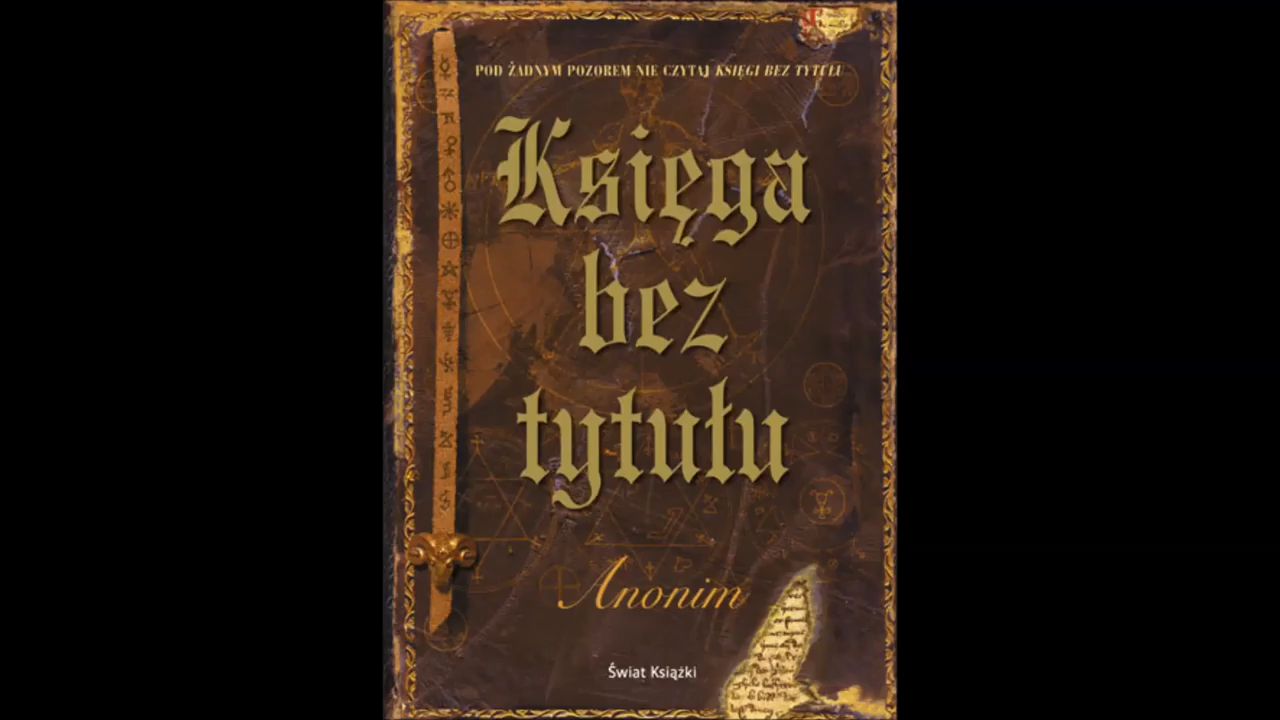 POD ŻADNYM POZOREM NIE CZYTAJ KSIĘGI BEZ TYTUŁU
Księga
bez
tytułu
Anonim
Świat Książki